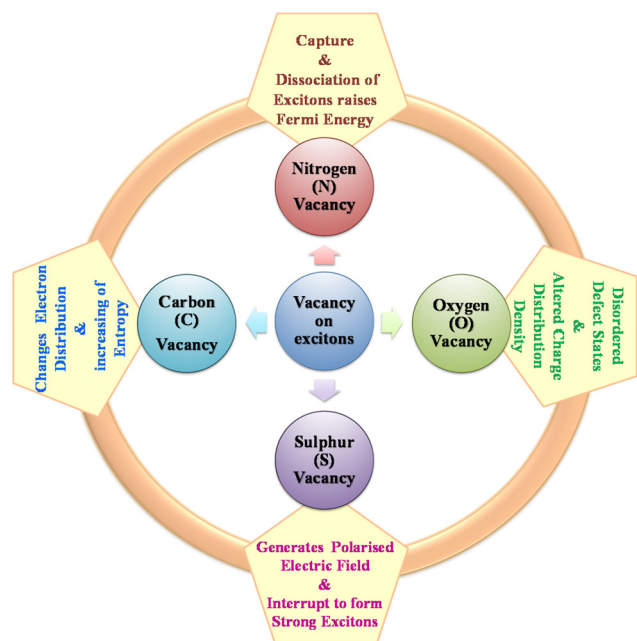 Capture
&
Dissociation of
Excitons raises
Fermi Energy
Nitrogen
(N)
Vacancy
Changes Electron
Distribution
&
increasing of
Entropy
Carbon
(C)
Vacancy
Vacancy
on
excitons
Oxygen
(O)
Vacancy
Disordered
Defect States
&
Altered Charge
Distribution
Density
Sulphur
(S)
Vacancy
Generates Polarised
Electric Field
&
Interrupt to form
Strong Excitons